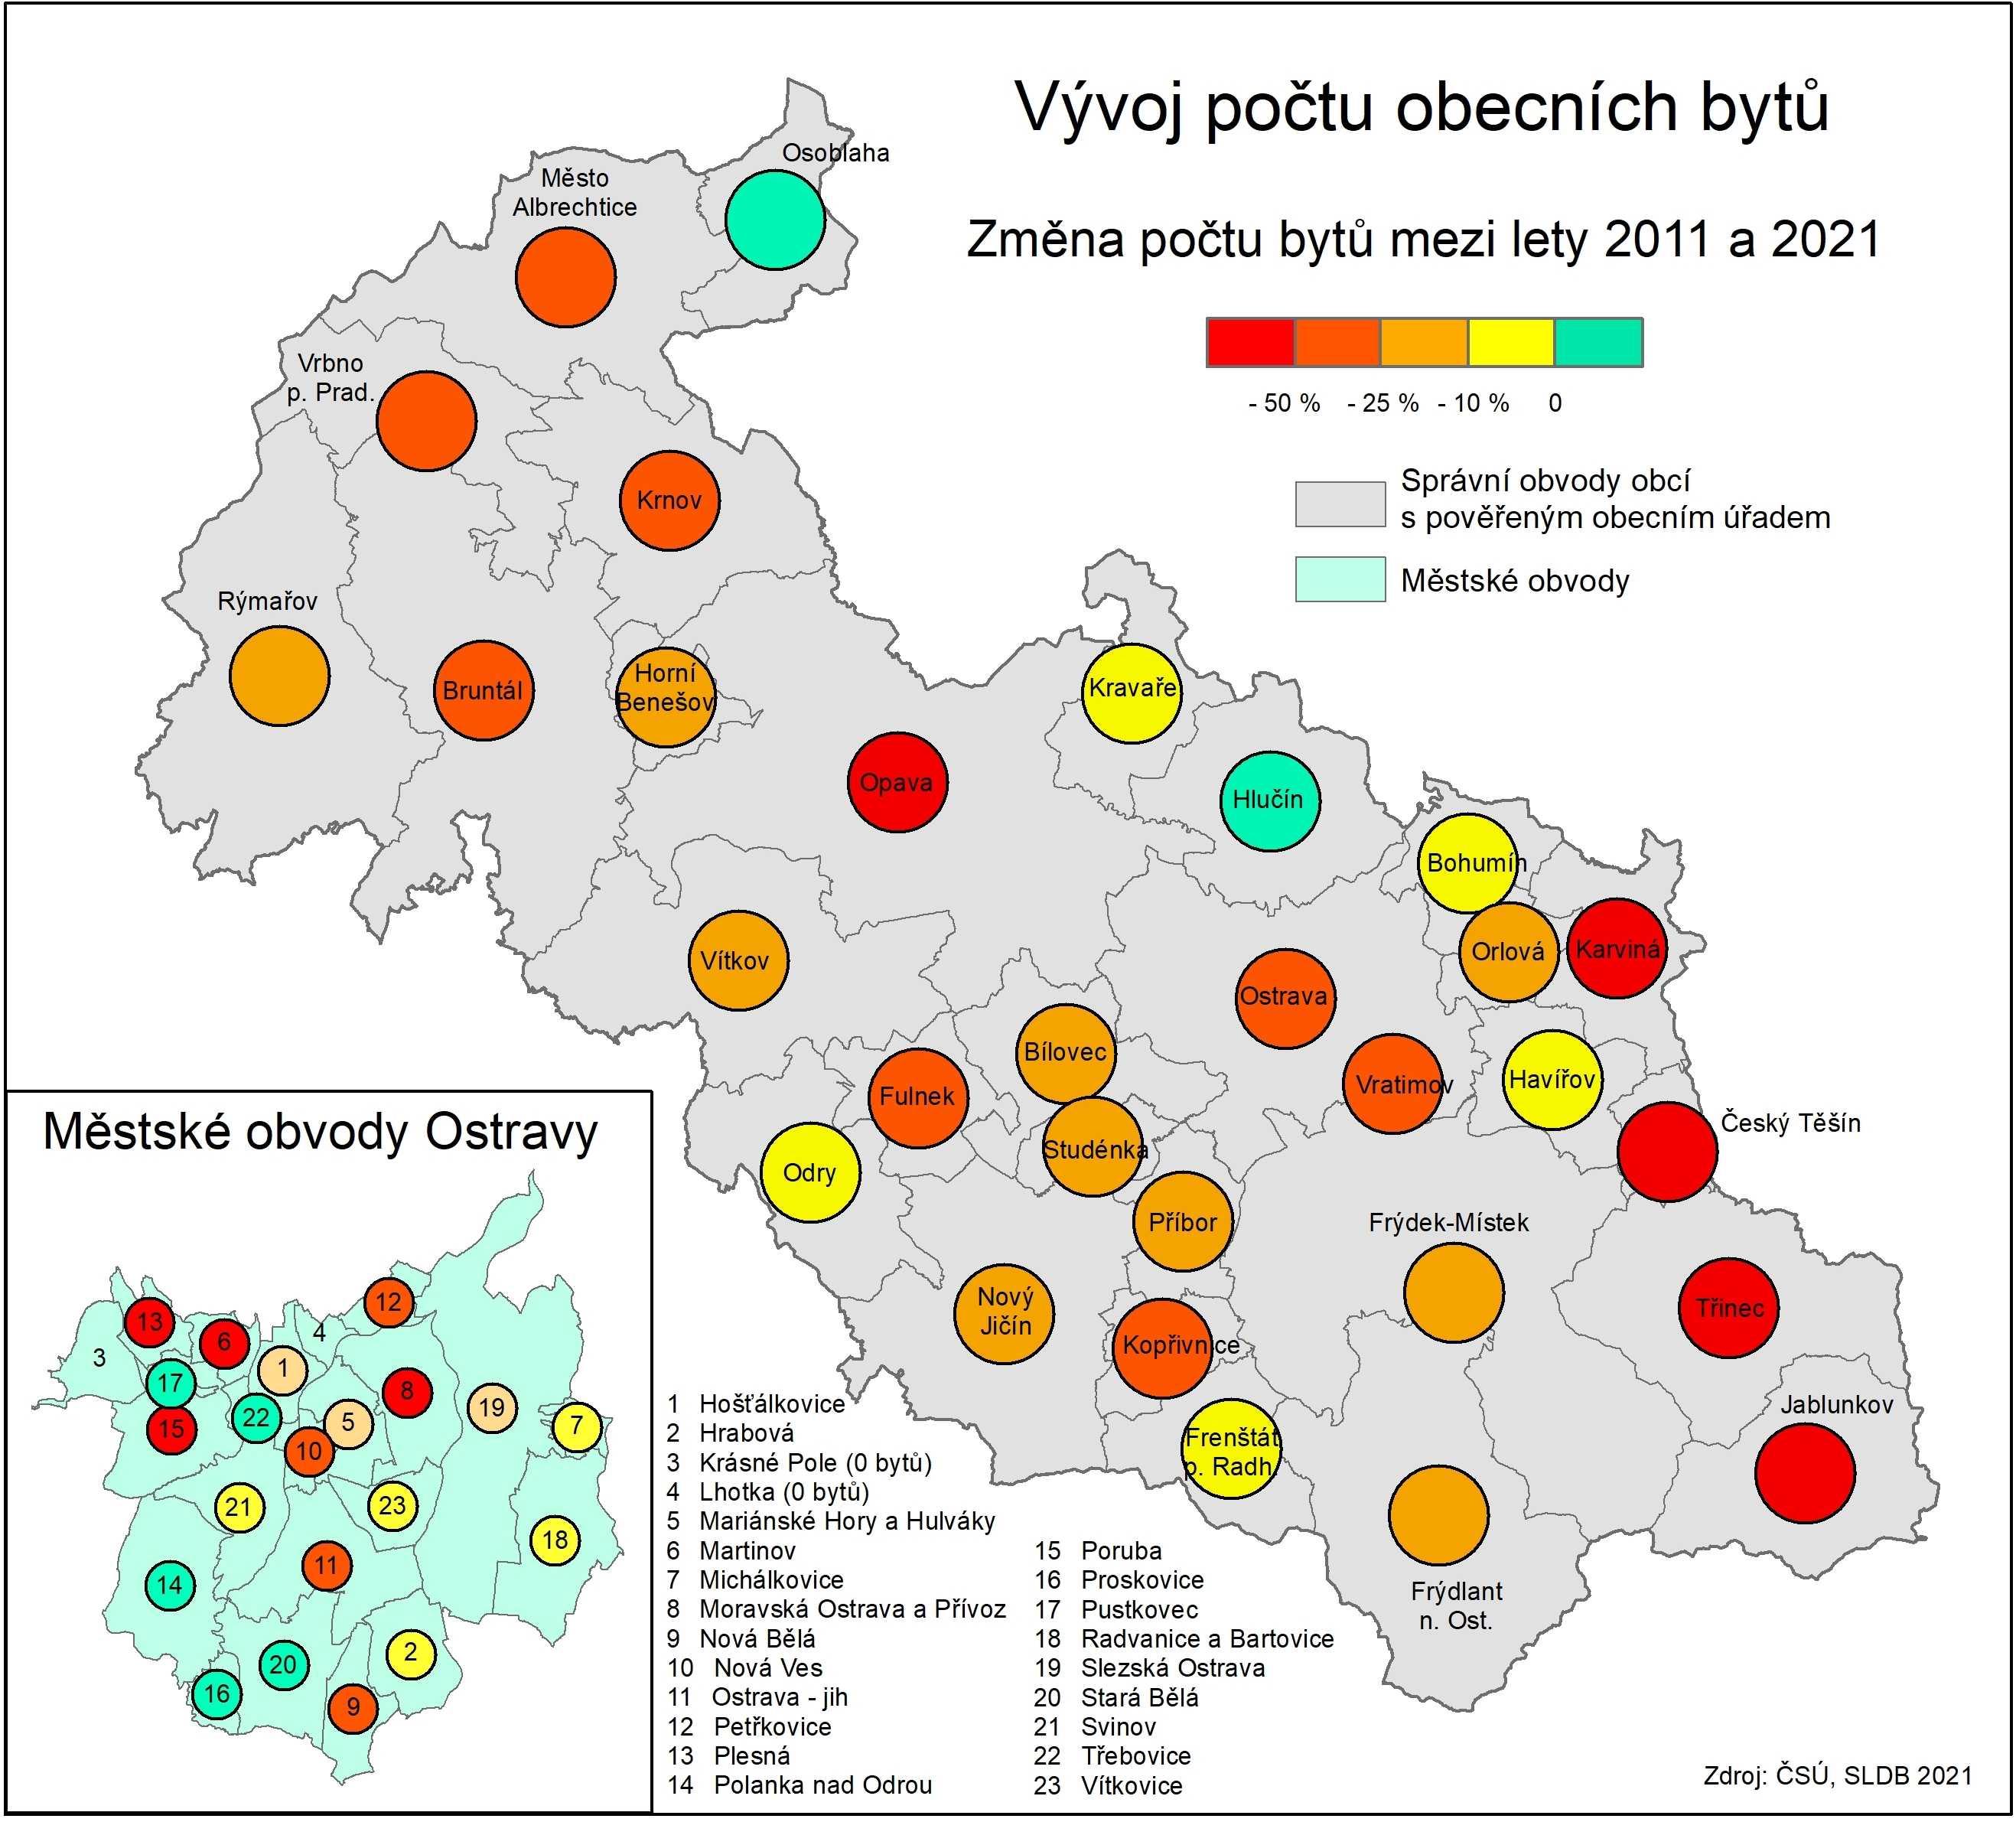 Vývoj počtu obecních bytů
Změna počtu bytů mezi lety 2011 a 2021
- 50 %
- 25 %
- 10 %
0
Správní obvody obcí
s pověřeným obecním úřadem
Městské obvody
Osoblaha
Město
Albrechtice
Vrbno
p. Prad.
Krnov
Rýmařov
Bruntál
Horní
Benešov
Kravaře
Opava
Hlučín
Bohumín
Vítkov
Orlová
Karviná
Ostrava
Bílovec
Fulnek
Vratimov
Havířov
Český Těšín
Studénka
Odry
Příbor
Frýdek-Místek
Nový
Jičín
Třinec
Kopřivnice
Jablunkov
Frenštát
p. Radh.
Frýdlant
n. Ost.
Městské obvody Ostravy
12
13
6
4
3
1
17
8
19
22
5
7
15
10
21
23
18
11
14
2
20
16
9
1 Hošťálkovice
2 Hrabová
3 Krásné Pole (0 bytů)
4 Lhotka (0 bytů)
5 Mariánské Hory a Hulváky
6 Martinov
7 Michálkovice
8 Moravská Ostrava a Přívoz
9 Nová Bělá
10 Nová Ves
11 Ostrava - jih
12 Petřkovice
13 Plesná
14 Polanka nad Odrou
15 Poruba
16 Proskovice
17 Pustkovec
18 Radvanice a Bartovice
19 Slezská Ostrava
20 Stará Bělá
21 Svinov
22 Třebovice
23 Vítkovice
Zdroj: ČSÚ, SLDB 2021